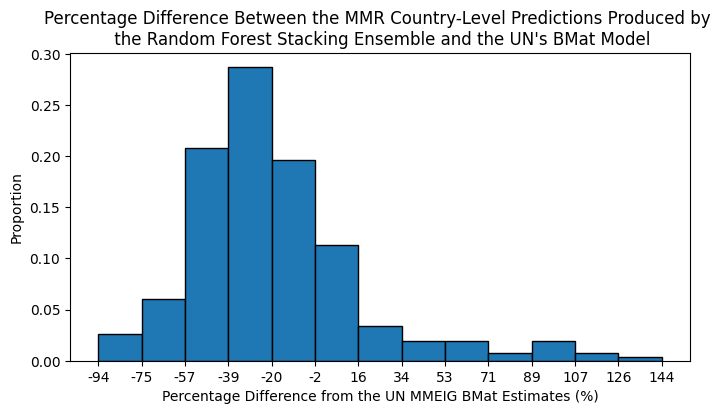 Percentage Difference Between the MMR Country-Level Predictions Produced by
the Random Forest Stacking Ensemble and the UN's BMat Model
0.30
0.25
0.20
0.15
0.10
0.05
0.00
Proportion
-94 -75 -57 -39 -20 -2 16 34 53 71 89 107 126 144
Percentage Difference from the UN MMEIG BMat Estimates (%)